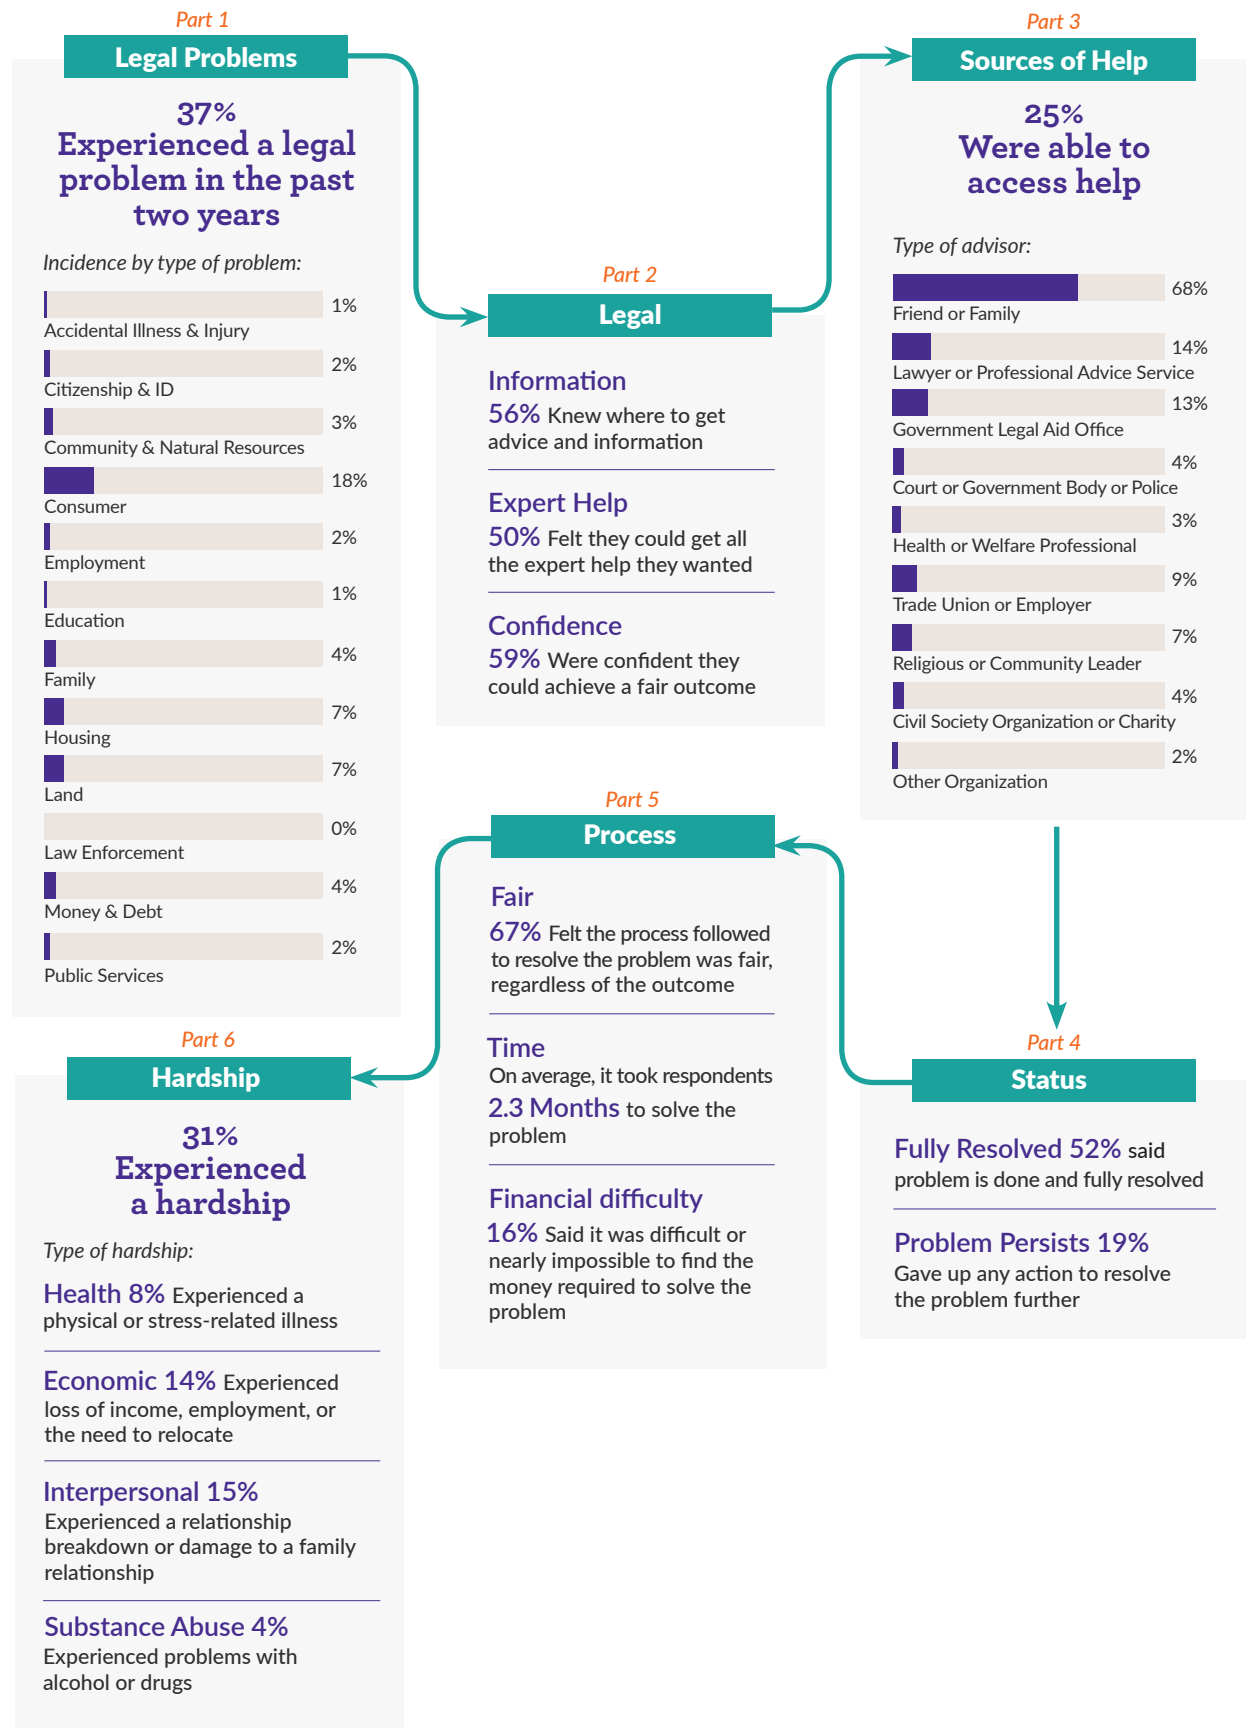 Part 1
Legal Problems
37%
Experienced a legal
problem in the past
two years
Incidence by type of problem:
1%
Accidental Illness & Injury
2%
Citizenship & ID
3%
Community & Natural Resources
18%
Consumer
2%
Employment
1%
Education
4%
Family
7%
Housing
7%
Land
0%
Law Enforcement
4%
Money & Debt
2%
Public Services
Part 2
Legal
Information
56% Knew where to get
advice and information
Expert Help
50% Felt they could get all
the expert help they wanted
Confidence
59% Were confident they
could achieve a fair outcome
Part 3
Sources of Help
25%
Were able to
access help
Type of advisor:
68%
Friend or Family
14%
Lawyer or Professional Advice Service
13%
Government Legal Aid Office
4%
Court or Government Body or Police
3%
Health or Welfare Professional
9%
Trade Union or Employer
7%
Religious or Community Leader
4%
Civil Society Organization or Charity
2%
Other Organization
Part 4
Status
Fully Resolved 52% said
problem is done and fully resolved
Problem Persists 19%
Gave up any action to resolve
the problem further
Part 5
Process
Fair
67% Felt the process followed
to resolve the problem was fair,
regardless of the outcome
Time
On average, it took respondents
2.3 Months to solve the
problem
Financial difficulty
16% Said it was difficult or
nearly impossible to find the
money required to solve the
problem
Part 6
Hardship
31%
Experienced
a hardship
Type of hardship:
Health 8% Experienced a
physical or stress-related illness
Economic 14% Experienced
loss of income, employment, or
the need to relocate
Interpersonal 15%
Experienced a relationship
breakdown or damage to a family
relationship
Substance Abuse 4%
Experienced problems with
alcohol or drugs